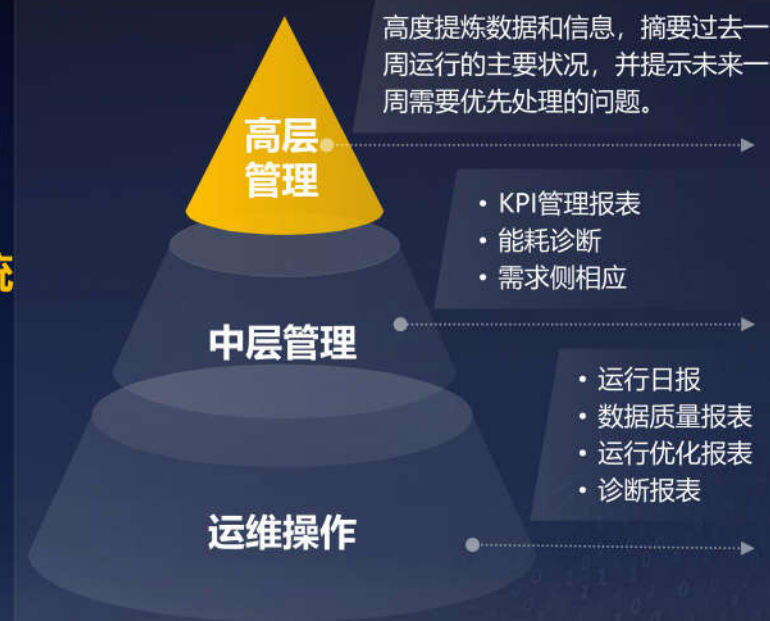 高度提炼数据和信息，摘要过去一
周运行的主要状况，并提示未来一
周需要优先处理的问题。
高层
管理
• KPI管理报表
• 能耗诊断
• 需求侧相应
统
中层管理
• 运行日报
• 数据质量报表
• 运行优化报表
• 诊断报表
运维操作